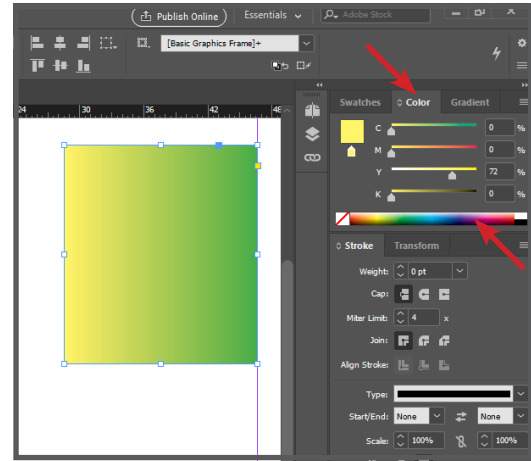 Publish Online Essentials Adobe Stock
[Basic Graphics Frame]+
24 30 36 42 48
Swatches Color Gradient
C 0 %
M 0 %
Y 72 %
K 0 %
Stroke Transform
Weight: 0 pt
Cap:
Miter Limit: 4 x
Join:
Align Stroke:
Type:
Start/End: None None
Scale: 100% 100%